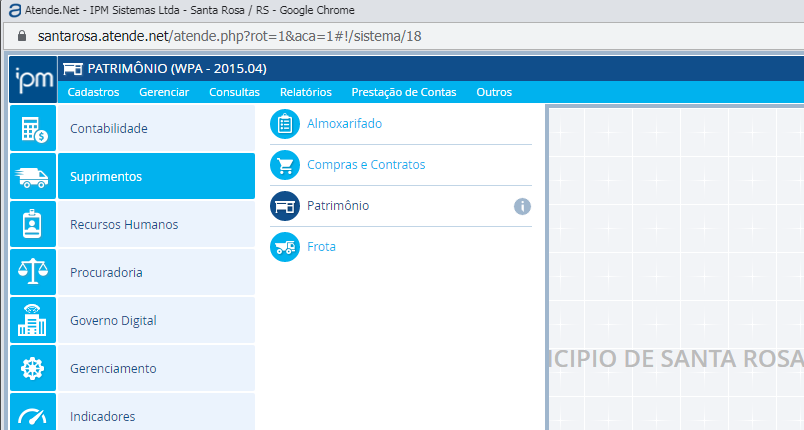 Atende.Net - IPM Sistemas Ltda - Santa Rosa / RS - Google Chrome
santarosa.atende.net/atende.php?rot=1&aca=1#!/sistema/18
ipm
PATRIMÔNIO (WPA - 2015.04)
Cadastros Gerenciar Consultas Relatórios Prestação de Contas Outros
Contabilidade
Suprimentos
Recursos Humanos
Procuradoria
Governo Digital
Gerenciamento
Indicadores
Almoxarifado
Compras e Contratos
Patrimônio
Frota
ICIPIO DE SANTA ROSA